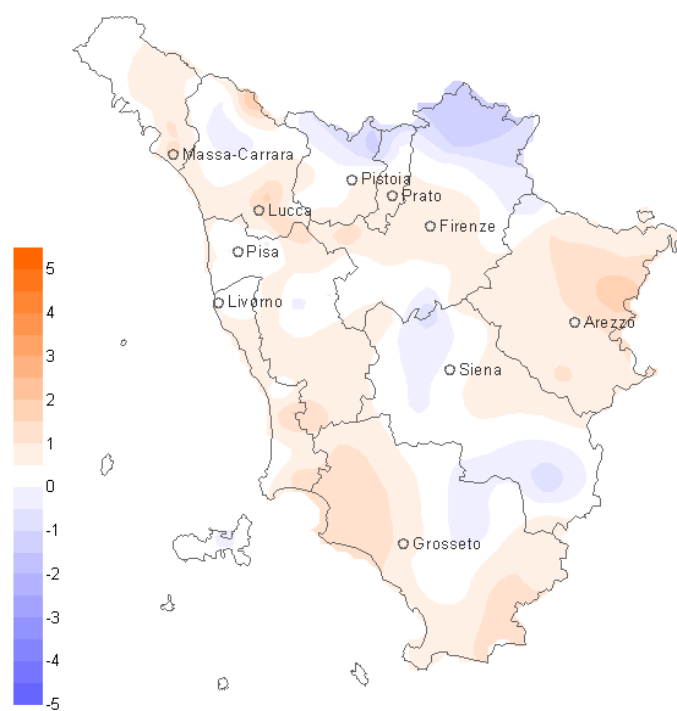 Massa-Carrara
Pistoia
Prato
Lucca
Firenze
Pisa
Livorno
Arezzo
Siena
Grosseto
5
4
3
2
1
0
-1
-2
-3
-4
-5